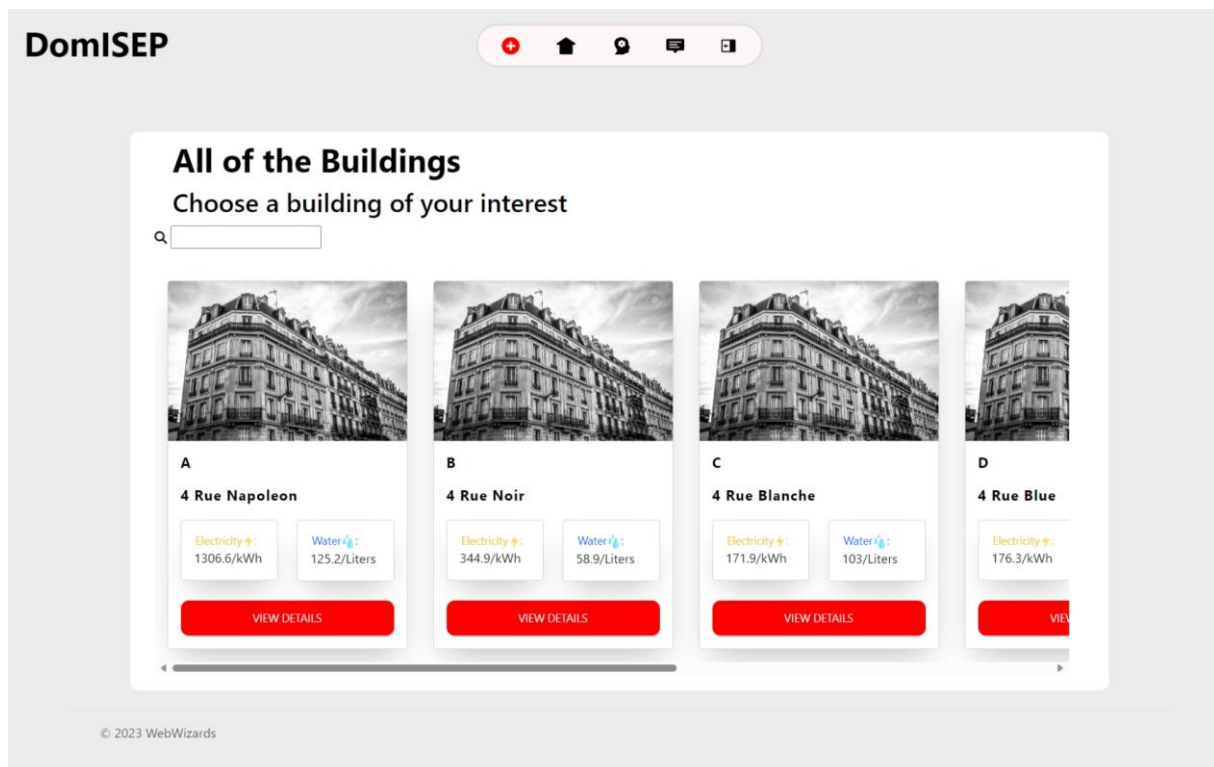 DomISEP
All of the Buildings
Choose a building of your interest
A
4 Rue Napoleon
Electricity⚡:
1306.6/kWh
Water💧:
125.2/Liters
VIEW DETAILS
B
4 Rue Noir
Electricity⚡:
344.9/kWh
Water💧:
58.9/Liters
VIEW DETAILS
C
4 Rue Blanche
Electricity⚡:
171.9/kWh
Water💧:
103/Liters
VIEW DETAILS
D
4 Rue Blue
Electricity⚡:
176.3/kWh
© 2023 WebWizards